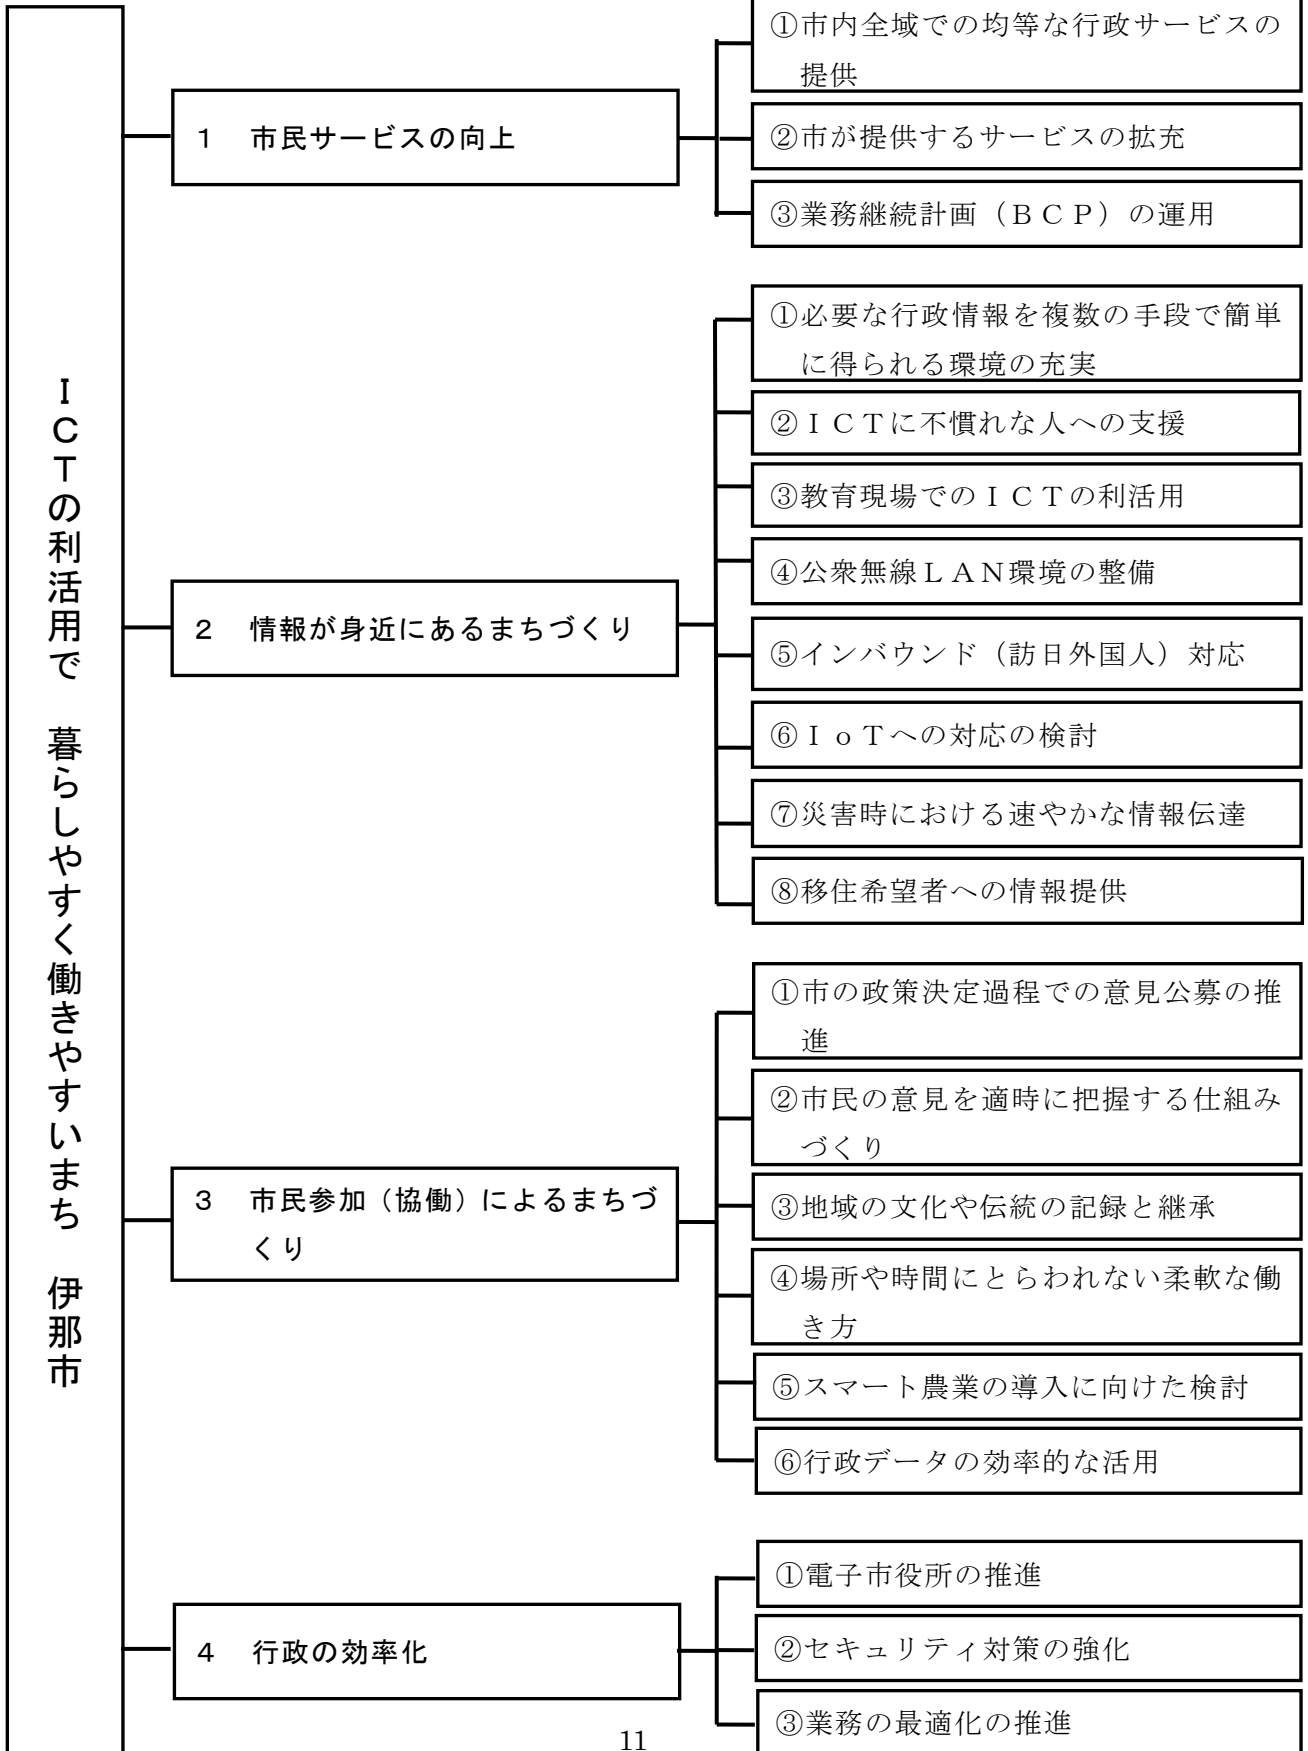 ICTの利活用で　暮らしやすく働きやすいまち　伊那市
１　市民サービスの向上
①市内全域での均等な行政サービスの
提供
②市が提供するサービスの拡充
③業務継続計画（ＢＣＰ）の運用
２　情報が身近にあるまちづくり
①必要な行政情報を複数の手段で簡単
に得られる環境の充実
②ＩＣＴに不慣れな人への支援
③教育現場でのＩＣＴの利活用
④公衆無線ＬＡＮ環境の整備
⑤インバウンド（訪日外国人）対応
⑥ＩｏＴへの対応の検討
⑦災害時における速やかな情報伝達
⑧移住希望者への情報提供
３　市民参加（協働）によるまちづ
くり
①市の政策決定過程での意見公募の推
進
②市民の意見を適時に把握する仕組み
づくり
③地域の文化や伝統の記録と継承
④場所や時間にとらわれない柔軟な働
き方
⑤スマート農業の導入に向けた検討
⑥行政データの効率的な活用
４　行政の効率化
①電子市役所の推進
②セキュリティ対策の強化
③業務の最適化の推進
11